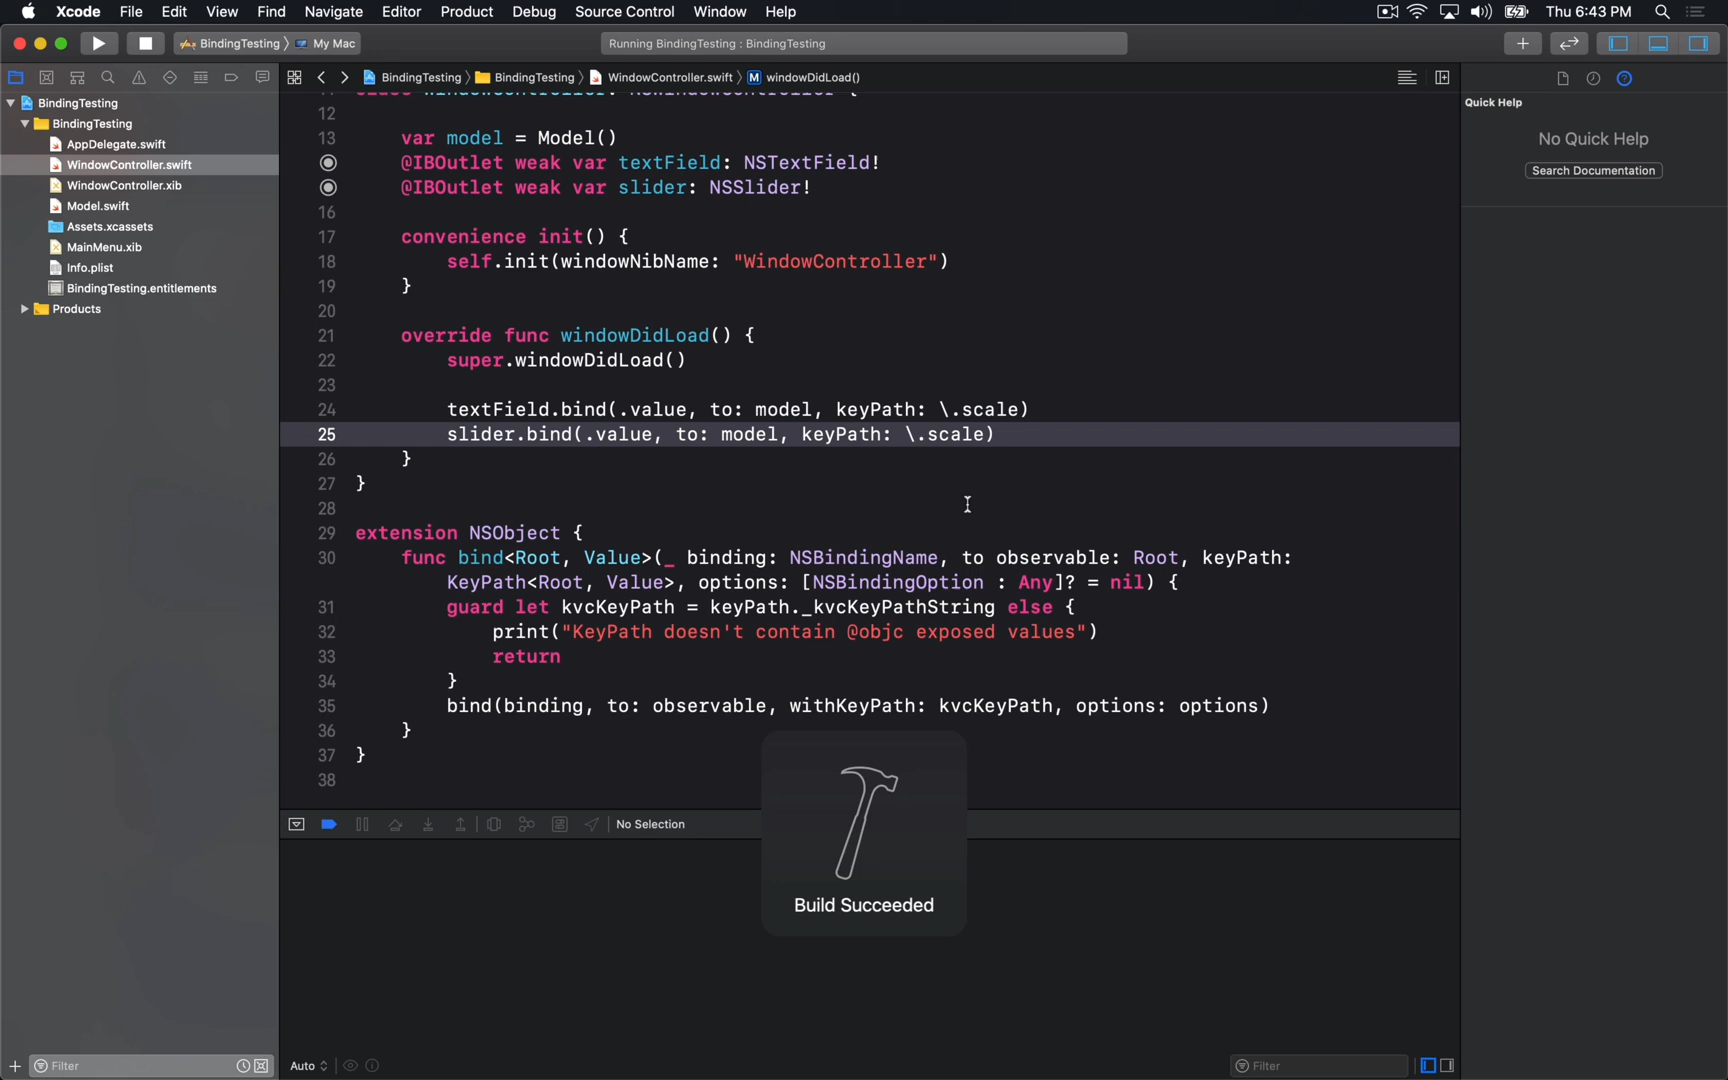 Xcode File Edit View Find Navigate Editor Product Debug Source Control Window Help Thu 6:43 PM
BindingTesting My Mac Running BindingTesting : BindingTesting
BindingTesting BindingTesting WindowController.swift M windowDidLoad()
BindingTesting
BindingTesting
AppDelegate.swift
WindowController.swift
WindowController.xib
Model.swift
Assets.xcassets
MainMenu.xib
Info.plist
BindingTesting.entitlements
Products
12
13 var model = Model()
@IBOutlet weak var textField: NSTextField!
@IBOutlet weak var slider: NSSlider!
16
17 convenience init() {
18 self.init(windowNibName: "WindowController")
19 }
20
21 override func windowDidLoad() {
22 super.windowDidLoad()
23
24 textField.bind(.value, to: model, keyPath: \.scale)
25 slider.bind(.value, to: model, keyPath: \.scale)
26 }
27 }
28
29 extension NSObject {
30 func bind<Root, Value>(_ binding: NSBindingName, to observable: Root, keyPath:
KeyPath<Root, Value>, options: [NSBindingOption : Any]? = nil) {
31 guard let kvcKeyPath = keyPath._kvcKeyPathString else {
32 print("KeyPath doesn't contain @objc exposed values")
33 return
34 }
35 bind(binding, to: observable, withKeyPath: kvcKeyPath, options: options)
36 }
37 }
38
Quick Help
No Quick Help
Search Documentation
No Selection
Build Succeeded
Filter
Auto
Filter